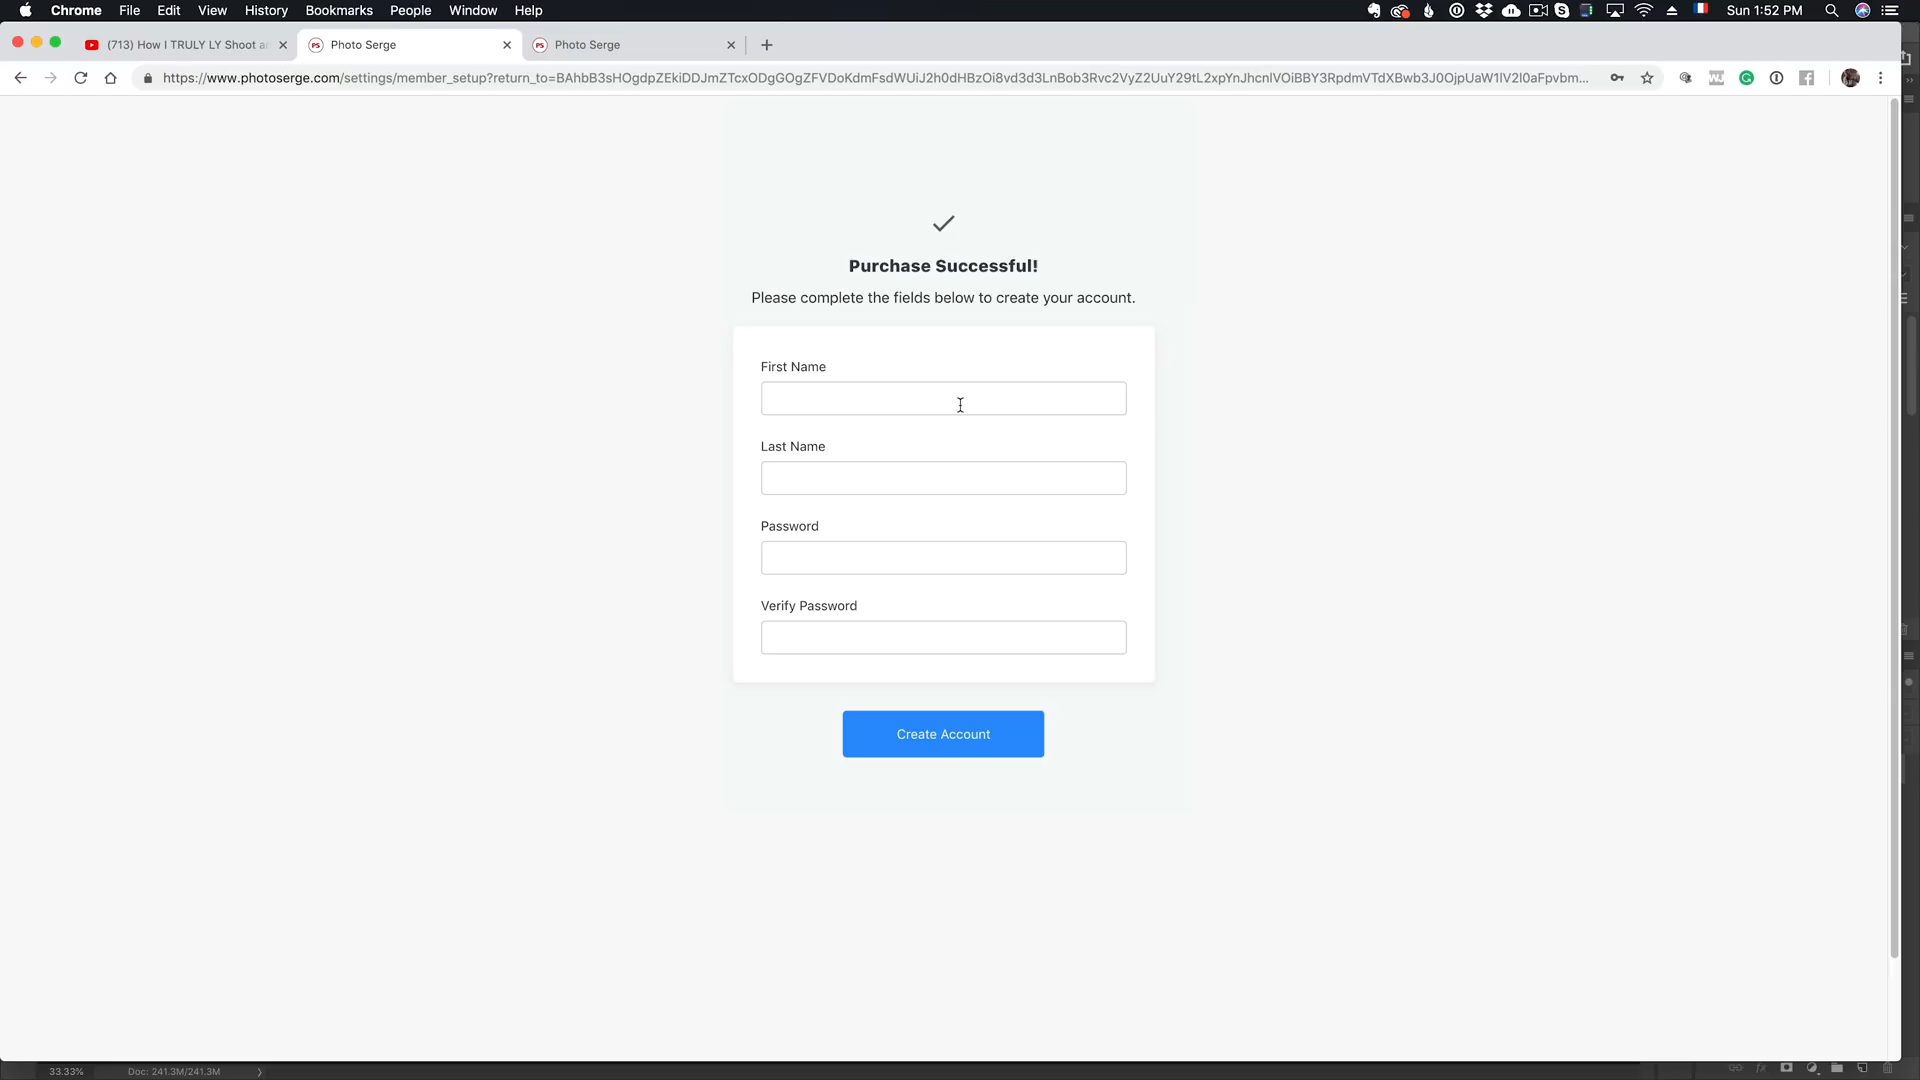 Chrome File Edit View History Bookmarks People Window Help Sun 1:52 PM
(713) How I TRULY LY Shoot a
Photo Serge
Photo Serge
https://www.photoserge.com/settings/member_setup?return_to=BAhbB3sHOgdpZEkiDDJmZTcxODgGOgZFVDoKdmFsdWUiJ2h0dHBzOi8vd3d3LnBob3Rvc2VyZ2UuY29tL2xpYnJhcnlVOiBBY3RpdmVTdXBwb3J0OjpUaW1lV2l0aFpvbm...
Purchase Successful!
Please complete the fields below to create your account.
First Name
Last Name
Password
Verify Password
Create Account
33.33% Doc: 241.3M/241.3M